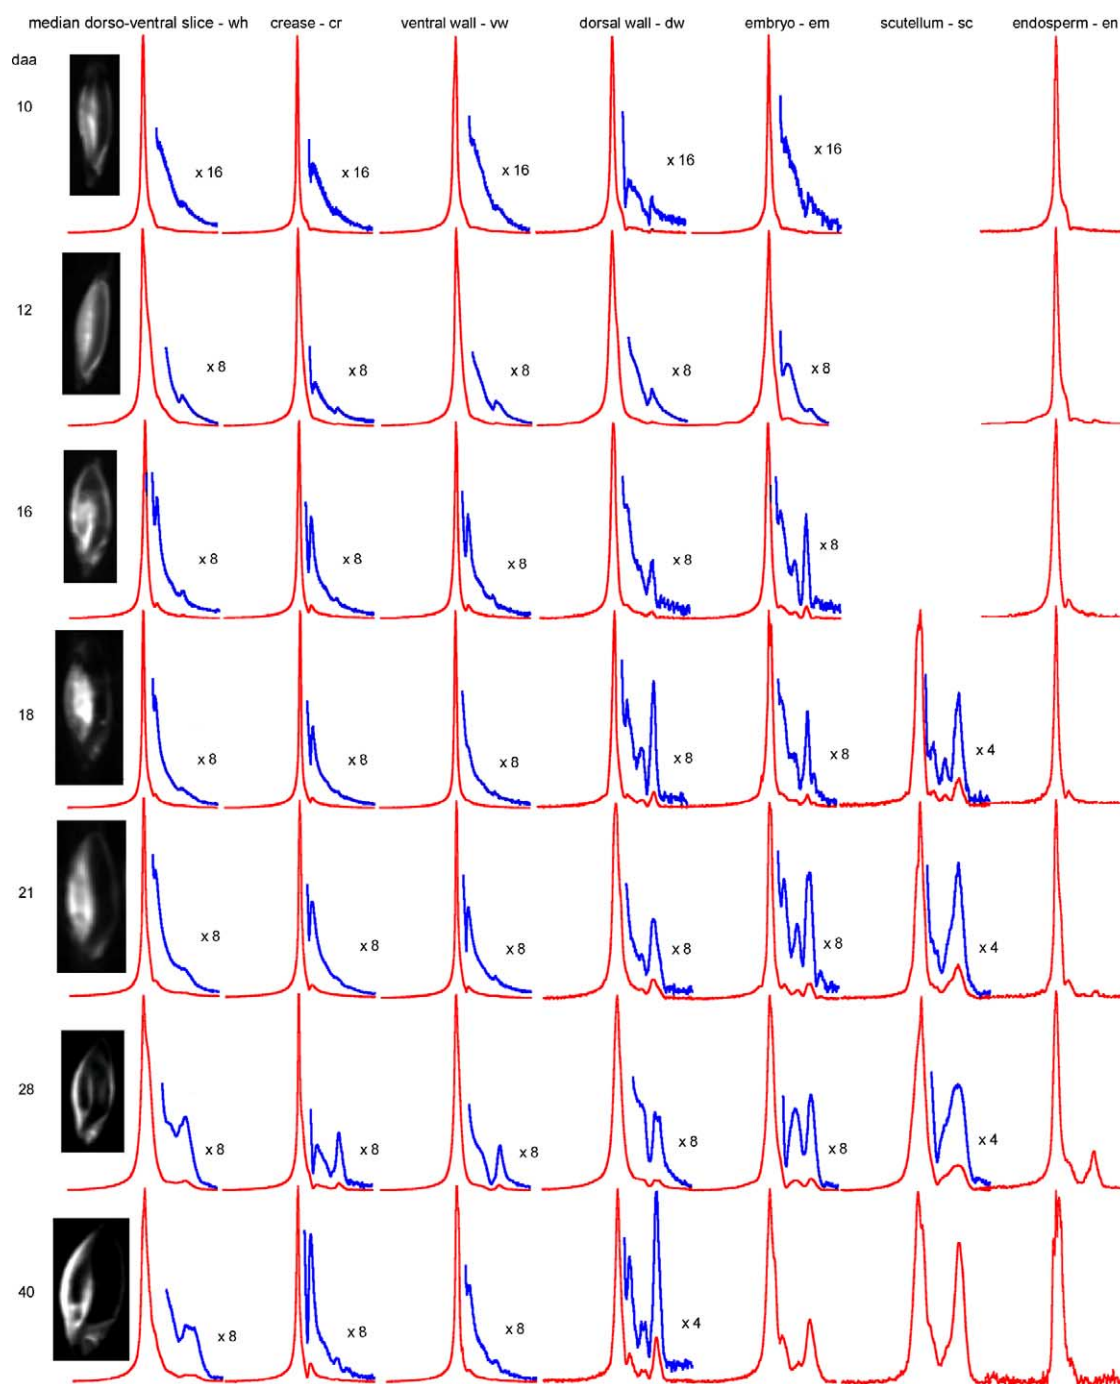 median dorso-ventral slice - wh crease - cr ventral wall - vw dorsal wall - dw embryo - em scutellum - sc endosperm - en
daa
10
x 16 x 16 x 16 x 16 x 16
12
x 8 x 8 x 8 x 8 x 8
16
x 8 x 8 x 8 x 8 x 8
18
x 8 x 8 x 8 x 8 x 8 x 4
21
x 8 x 8 x 8 x 8 x 8 x 4
28
x 8 x 8 x 8 x 8 x 8 x 4
40
x 8 x 8 x 8 x 4